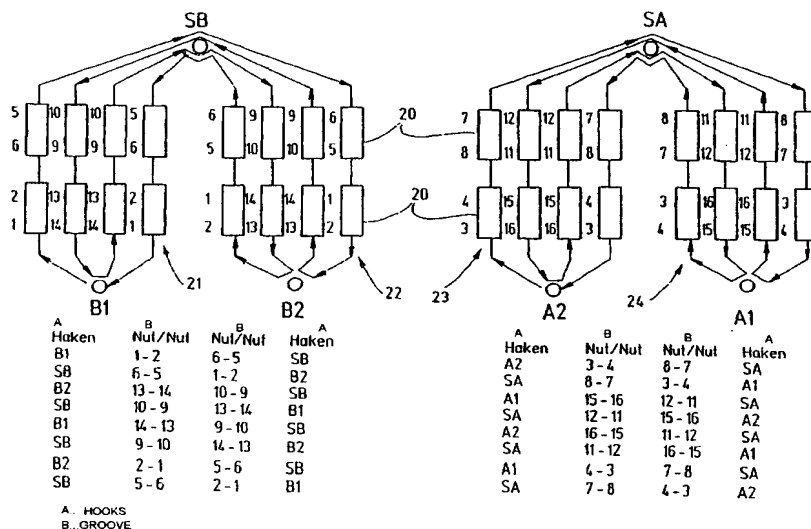 SB
SA
5 10 10 5 6 9 9 6 20 7 12 12 7 8 11 11 8
6 9 9 6 5 10 10 5 8 11 11 8 7 12 12 7
2 13 13 2 1 14 14 1 20 4 15 15 4 3 16 16 3
1 14 14 1 2 13 13 2 3 16 16 3 4 15 15 4
21 22 23 24
B1 B2 A2 A1
A B B A
Haken Nut/Nut Nut/Nut Haken
B1 1-2 6-5 SB
SB 6-5 1-2 B2
B2 13-14 10-9 SB
SB 10-9 13-14 B1
B1 14-13 9-10 SB
SB 9-10 14-13 B2
B2 2-1 5-6 SB
SB 5-6 2-1 B1
A B B A
Haken Nut/Nut Nut/Nut Haken
A2 3-4 8-7 SA
SA 8-7 3-4 A1
A1 15-16 12-11 SA
SA 12-11 15-16 A2
A2 16-15 11-12 SA
SA 11-12 16-15 A1
A1 4-3 7-8 SA
SA 7-8 4-3 A2
A.. HOOKS
B...GROOVE